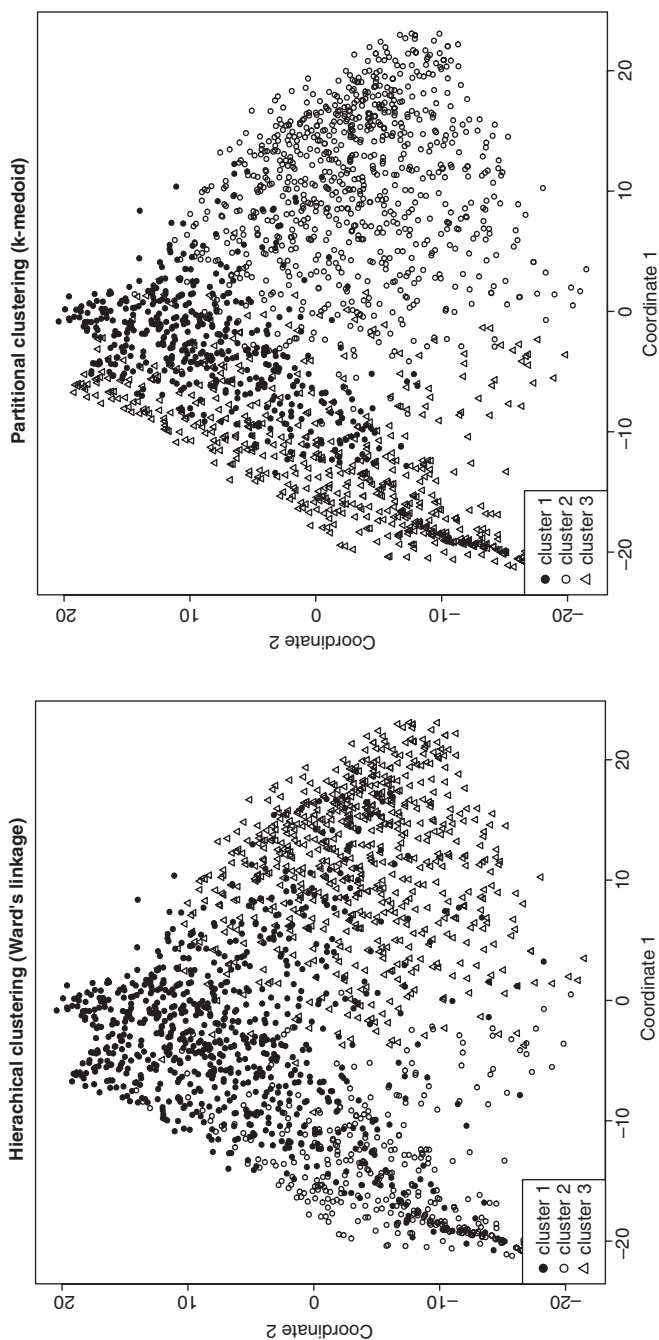 Hierachical clustering (Ward's linkage)
20
10
0
−10
−20
Coordinate 2
cluster 1
cluster 2
cluster 3
−20
−10
0
10
20
Coordinate 1
Partitional clustering (k-medoid)
20
10
0
−10
−20
Coordinate 2
cluster 1
cluster 2
cluster 3
−20
−10
0
10
20
Coordinate 1